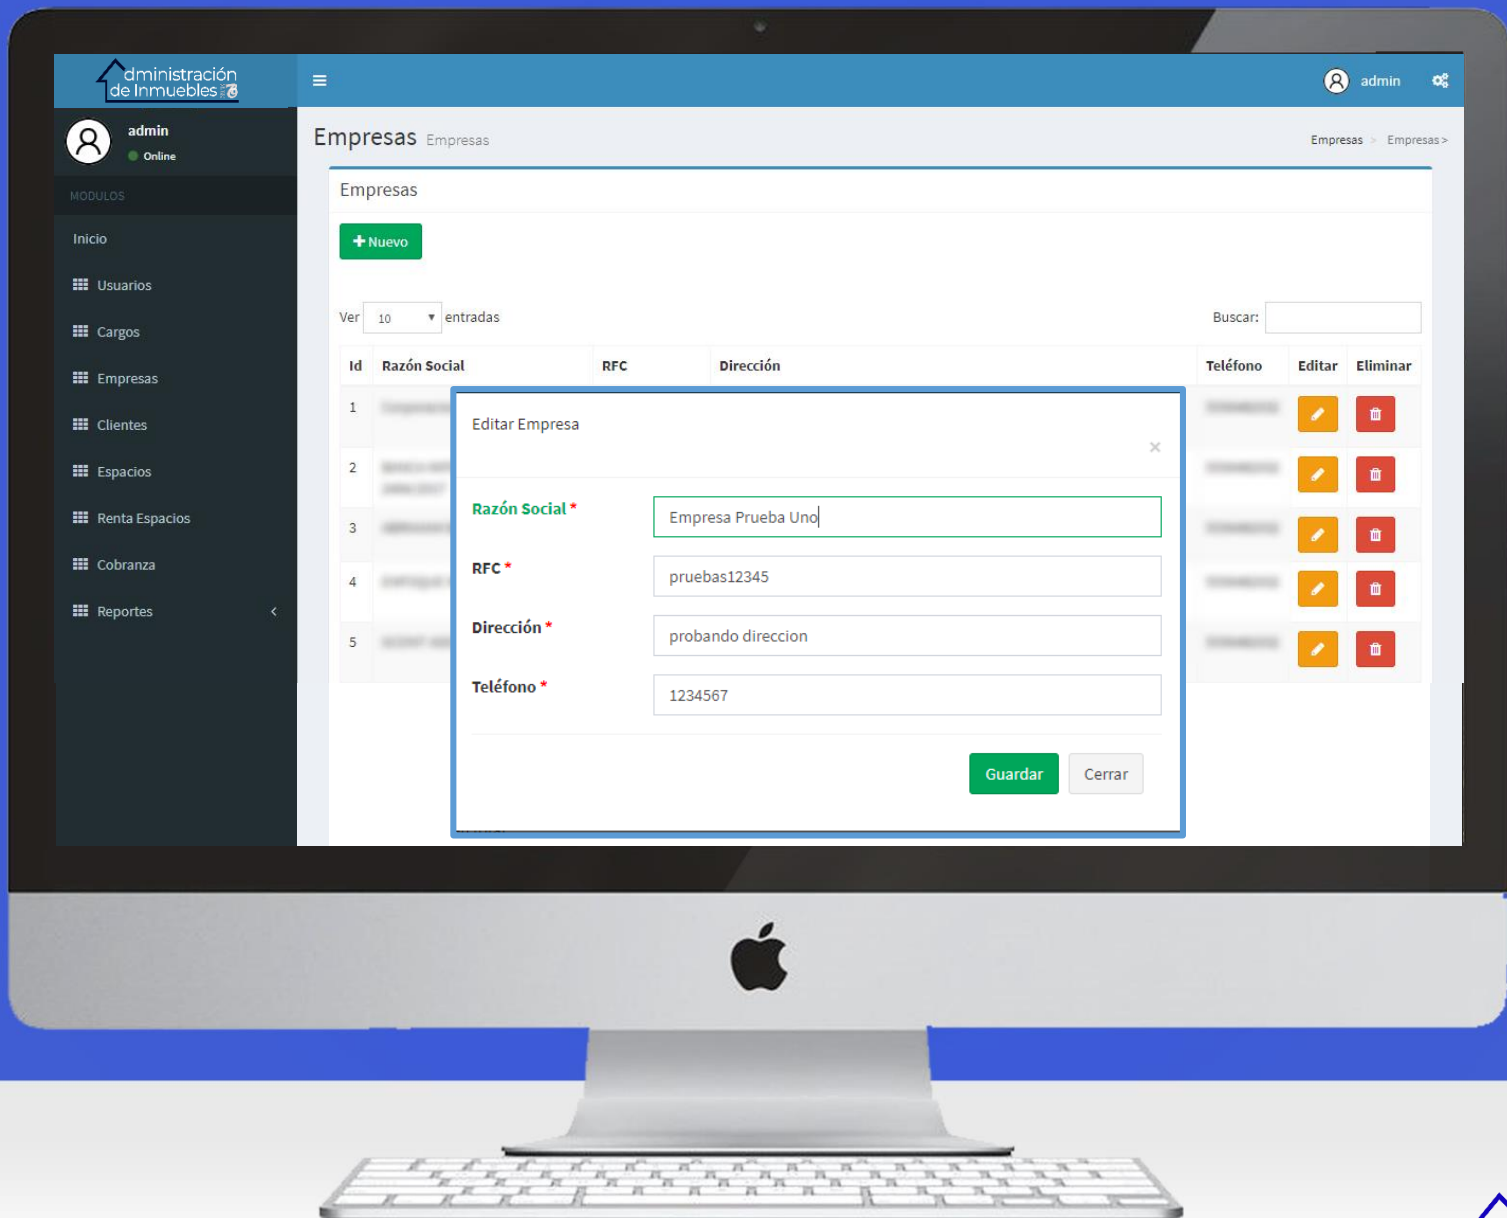 dministración
de Inmuebles
admin
admin
Online
MODULOS
Inicio
Usuarios
Cargos
Empresas
Clientes
Espacios
Renta Espacios
Cobranza
Reportes
Empresas Empresas
Empresas > Empresas >
Empresas
+ Nuevo
Ver 10 entradas
Buscar:
Id Razón Social RFC Dirección Teléfono Editar Eliminar
1
2
3
4
5
Editar Empresa
×
Razón Social * Empresa Prueba Uno
RFC * pruebas12345
Dirección * probando direccion
Teléfono * 1234567
Guardar Cerrar